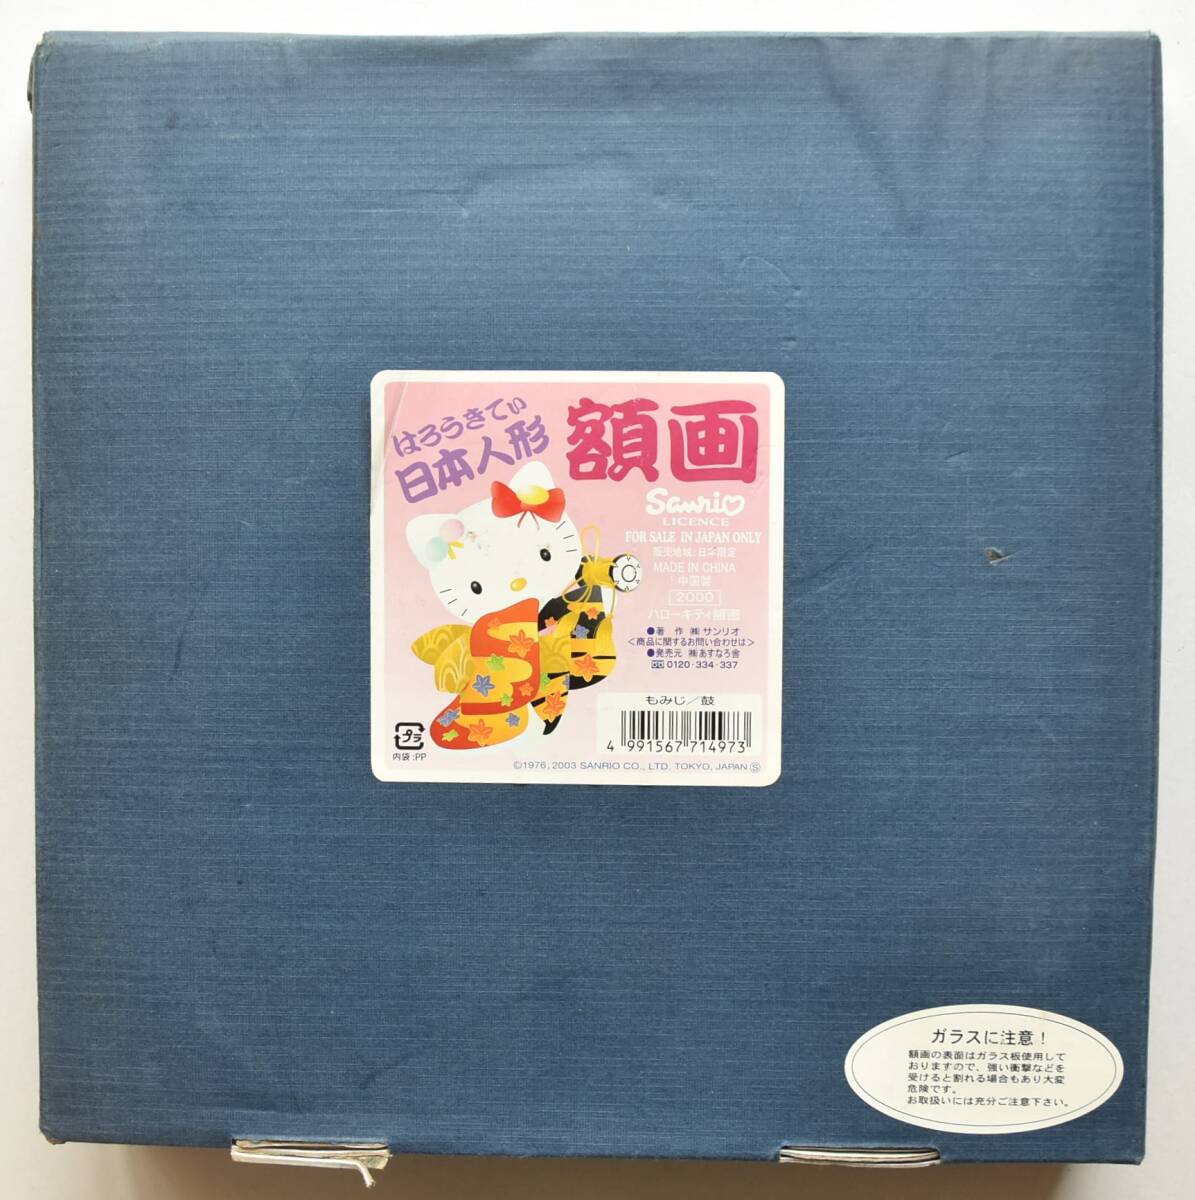 はろうきてぃ
日本人形
額画
Sanrio
LICENCE
FOR SALE IN JAPAN ONLY
販売地域:日本限定
MADE IN CHINA
中国製
2000
ハローキティ額画
●著 作 ㈱サンリオ
<商品に関するお問い合わせは>
●発売元 ㈱あすなろ舎
0120・334・337
もみじ/鼓
4 991567 714973
プラ
内袋:PP
©1976, 2003 SANRIO CO., LTD. TOKYO, JAPAN Ⓢ
ガラスに注意!
額画の表面はガラス板使用して
おりますので、強い衝撃などを
受けると割れる場合もあり大変
危険です。
お取扱いには充分ご注意下さい。